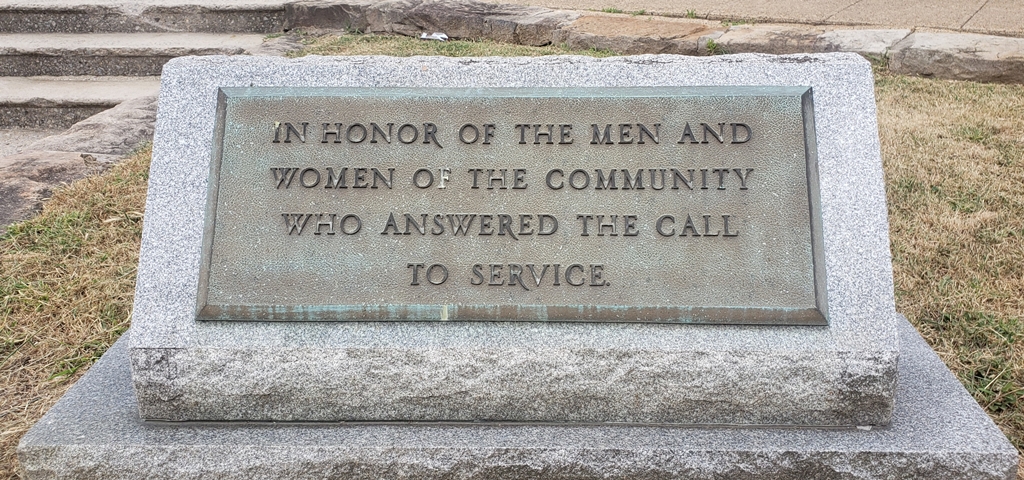 IN HONOR OF THE MEN AND
WOMEN OF THE COMMUNITY
WHO ANSWERED THE CALL
TO SERVICE.